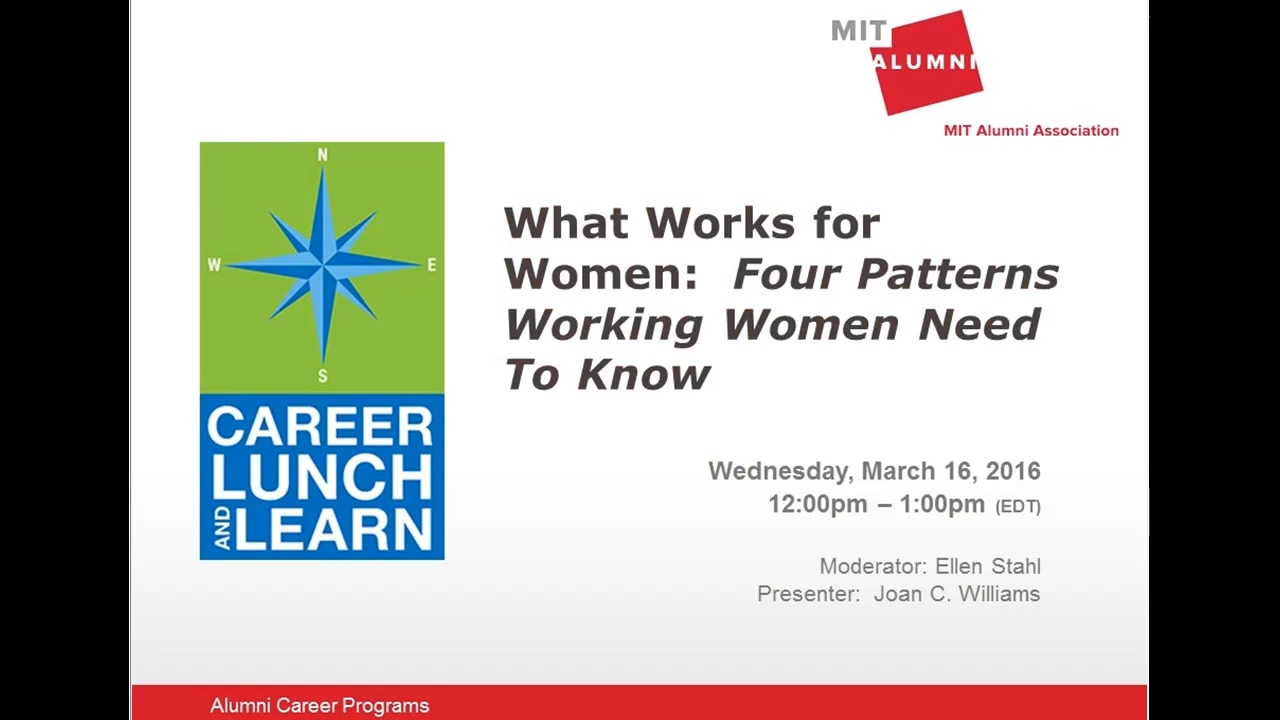 MIT
ALUMNI
MIT Alumni Association
N
W E
S
CAREER
LUNCH
AND LEARN
What Works for
Women: Four Patterns
Working Women Need
To Know
Wednesday, March 16, 2016
12:00pm – 1:00pm (EDT)
Moderator: Ellen Stahl
Presenter: Joan C. Williams
Alumni Career Programs